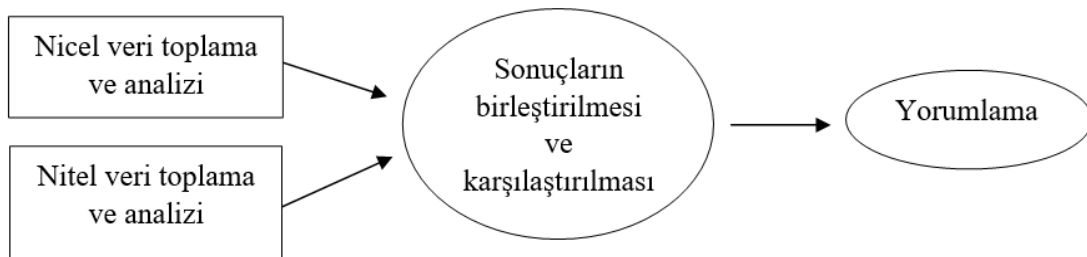 Nicel veri toplama
ve analizi
Nitel veri toplama
ve analizi
Sonuçların
birleştirilmesi
ve
karşılaştırılması
Yorumlama